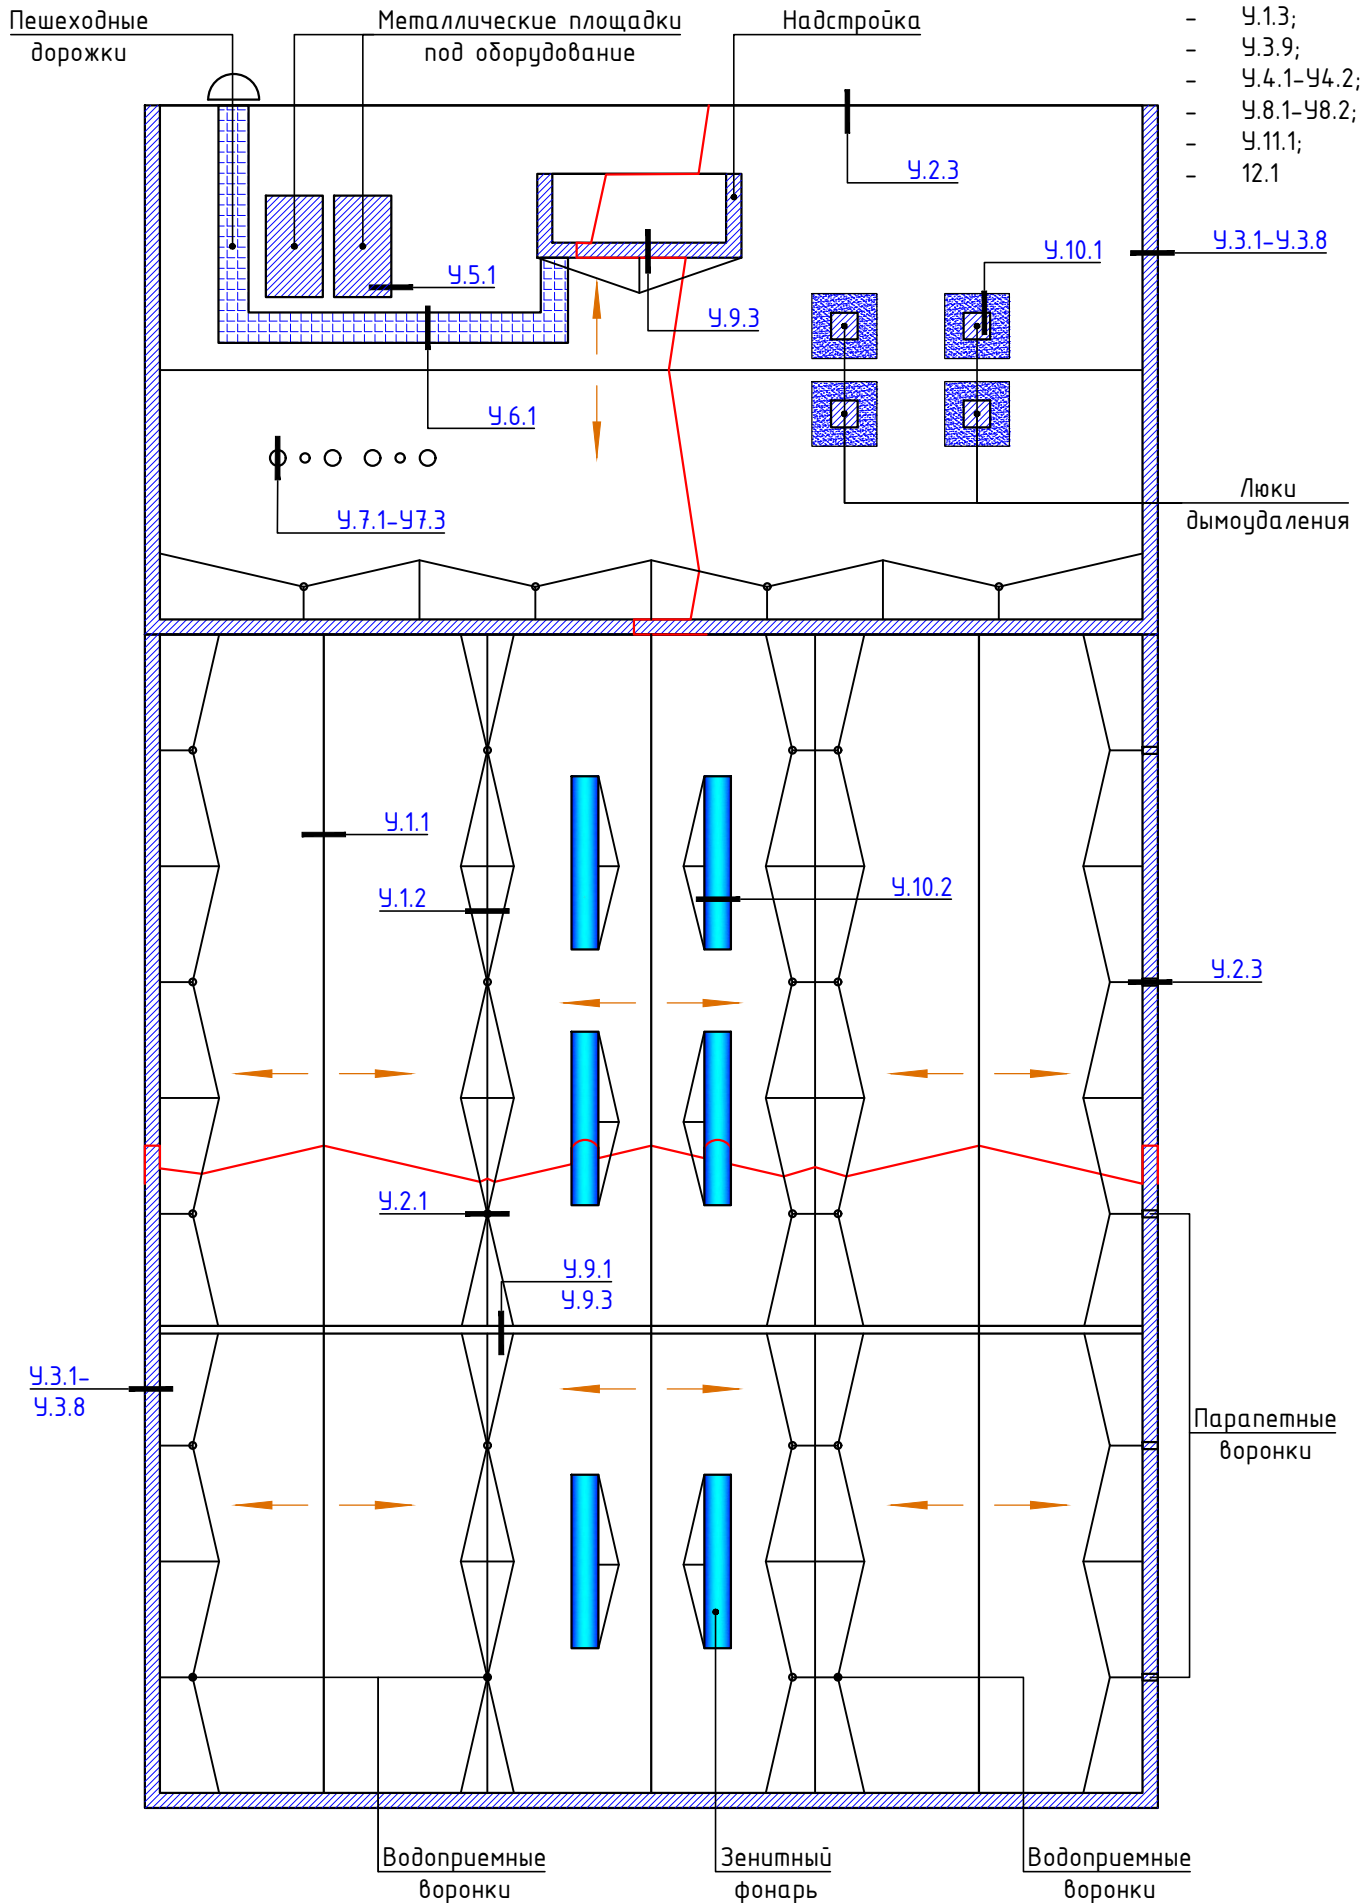 Пешеходные
дорожки
Металлические площадки
под оборудование
Надстройка
- У.1.3;
- У.3.9;
- У.4.1-У4.2;
- У.8.1-У8.2;
- У.11.1;
- 12.1
У.2.3
У.3.1-У.3.8
У.10.1
У.5.1
У.9.3
У.6.1
У.7.1-У7.3
Люки
дымоудаления
У.1.1
У.1.2
У.10.2
У.2.3
У.2.1
У.9.1
У.9.3
У.3.1-
У.3.8
Парапетные
воронки
Водоприемные
воронки
Зенитный
фонарь
Водоприемные
воронки